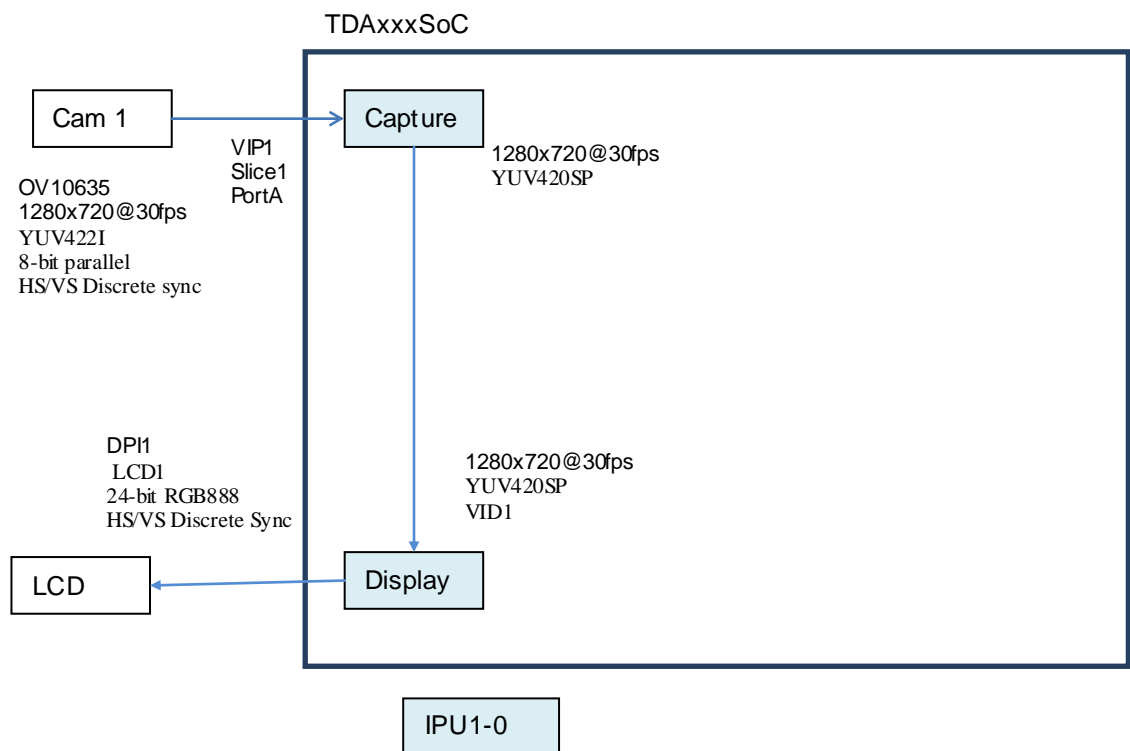 TDAxxxSoC
Cam 1
Capture
VIP1
Slice1
PortA
1280x720@30fps
YUV420SP
OV10635
1280x720@30fps
YUV422I
8-bit parallel
HS/VS Discrete sync
DPI1
LCD1
24-bit RGB888
HS/VS Discrete Sync
1280x720@30fps
YUV420SP
VID1
LCD
Display
IPU1-0